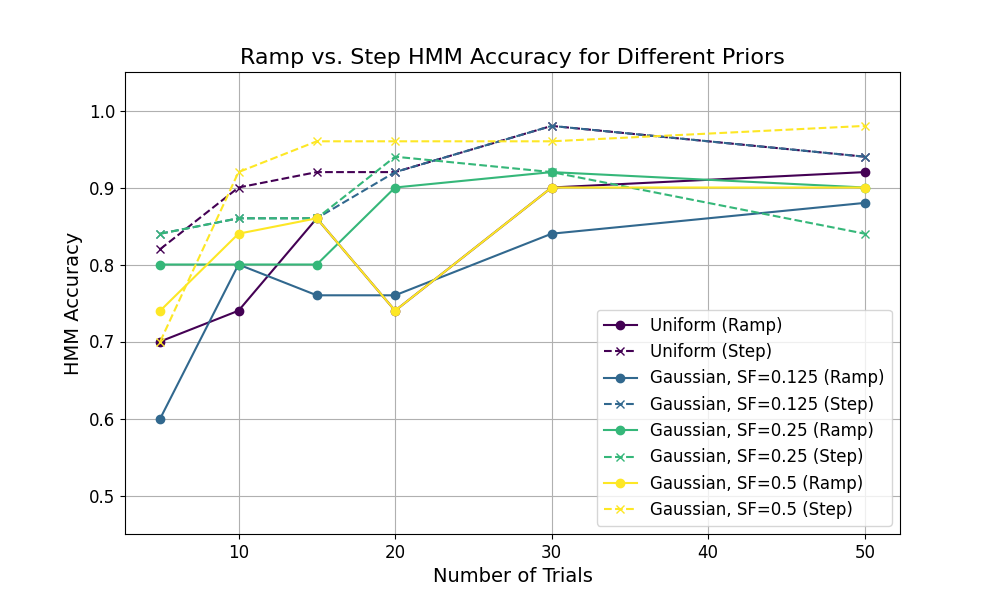 Ramp vs. Step HMM Accuracy for Different Priors
HMM Accuracy
1.0
0.9
0.8
0.7
0.6
0.5
10
20
30
40
50
Number of Trials
Uniform (Ramp)
Uniform (Step)
Gaussian, SF=0.125 (Ramp)
Gaussian, SF=0.125 (Step)
Gaussian, SF=0.25 (Ramp)
Gaussian, SF=0.25 (Step)
Gaussian, SF=0.5 (Ramp)
Gaussian, SF=0.5 (Step)